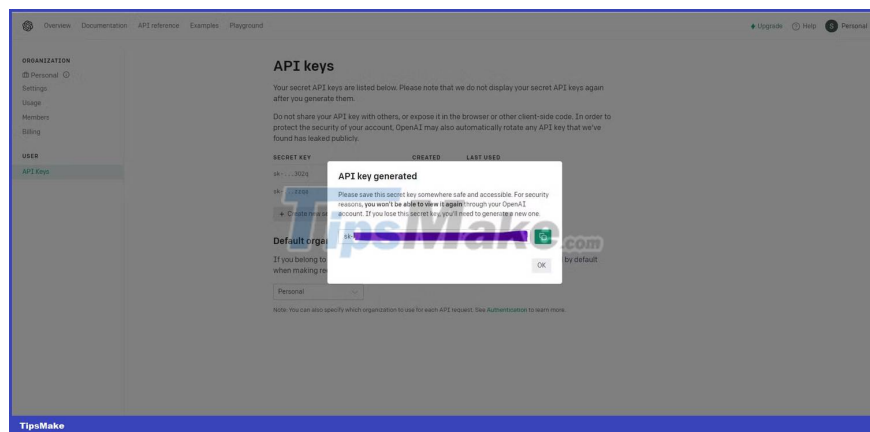 Overview Documentation API reference Examples Playground
Upgrade Help S Personal
ORGANIZATION
Personal
Settings
Usage
Members
Billing
USER
API Keys
API keys
Your secret API keys are listed below. Please note that we do not display your secret API keys again
after you generate them.
Do not share your API key with others, or expose it in the browser or other client-side code. In order to
protect the security of your account, OpenAI may also automatically rotate any API key that we've
found has leaked publicly.
SECRET KEY CREATED LAST USED
+ Create new se
Default orga
If you belong to
by default
when making re
Personal
Note: You can also specify which organization to use for each API request. See Authentication to learn more.
API key generated
Please save this secret key somewhere safe and accessible. For security
reasons, you won't be able to view it again through your OpenAI
account. If you lose this secret key, you'll need to generate a new one.
sk-
OK
TipsMake.com
TipsMake